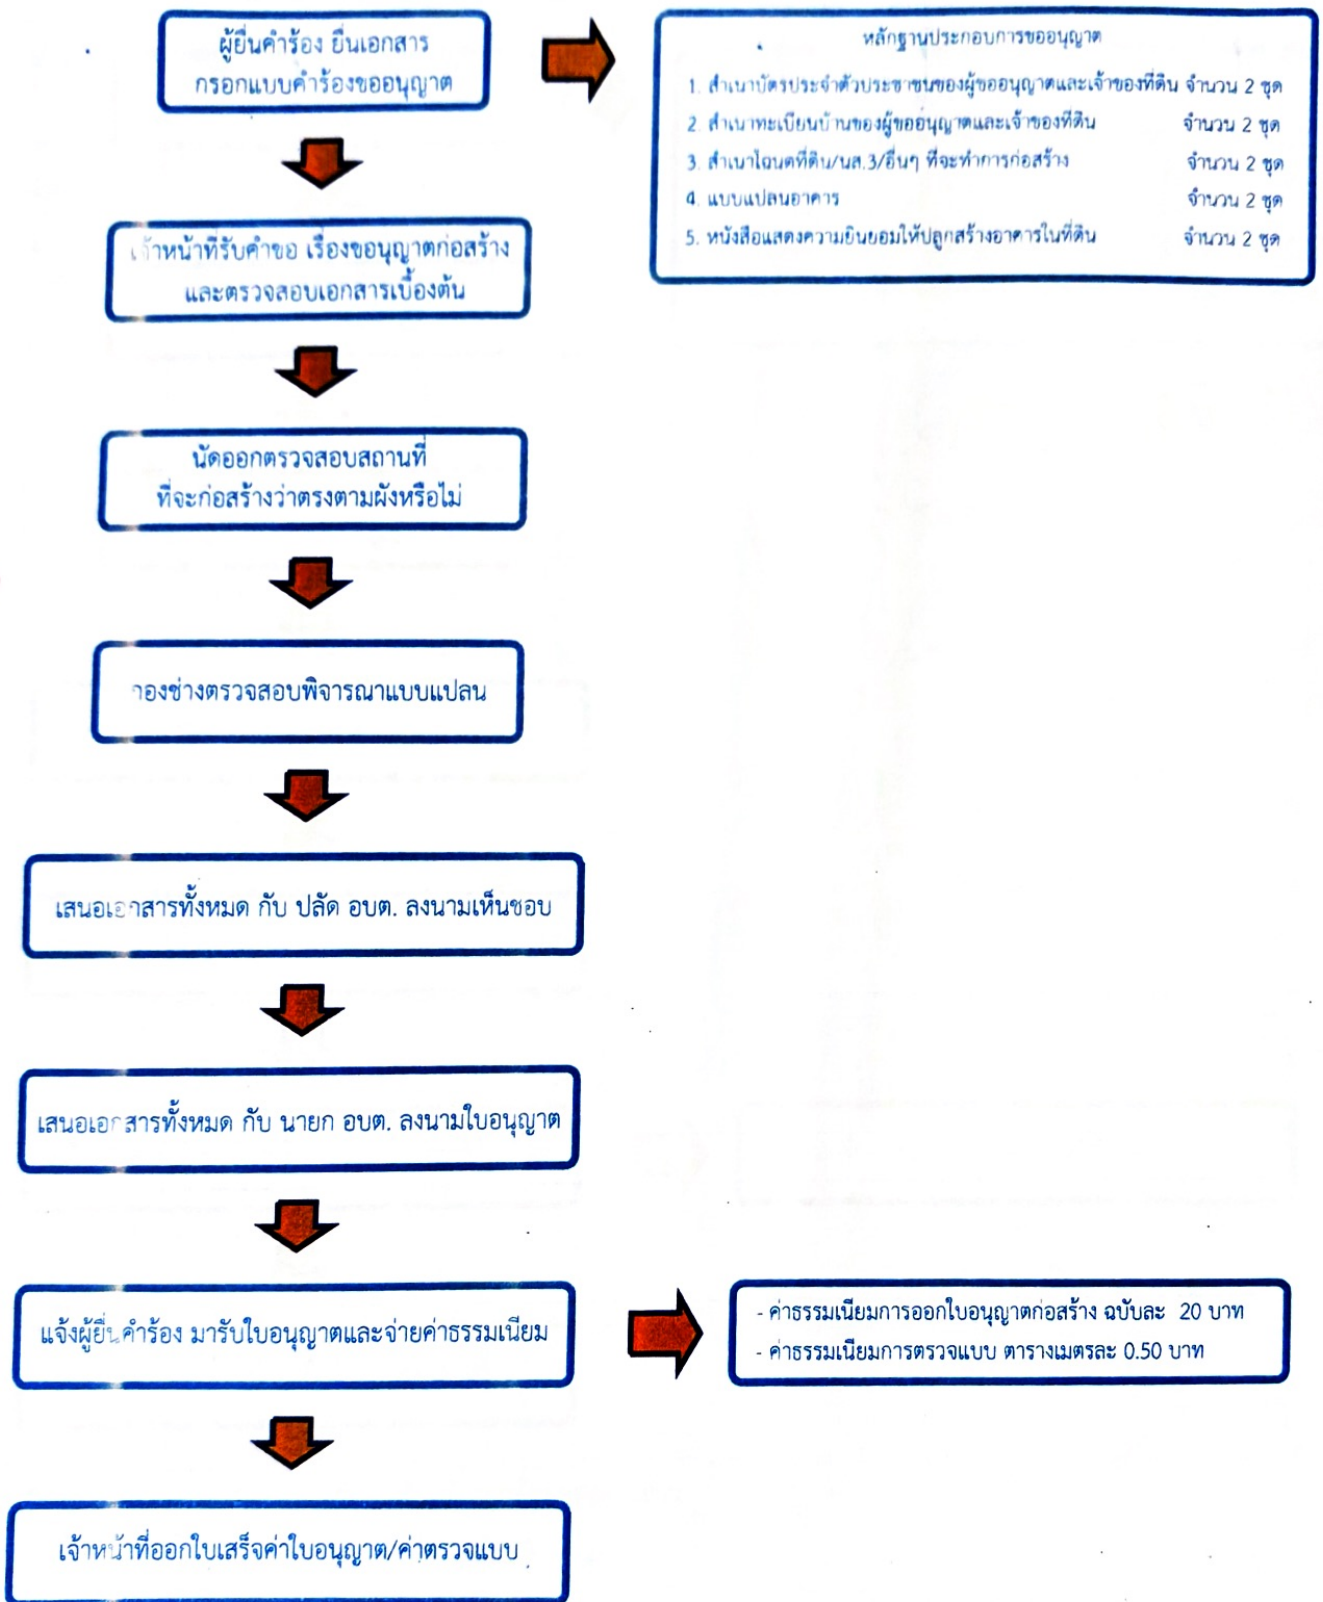 ผู้ยื่นคำร้อง ยื่นเอกสาร
กรอกแบบคำร้องขออนุญาต
หลักฐานประกอบการขออนุญาต
1. สำเนาบัตรประจำตัวประชาชนของผู้ขออนุญาตและเจ้าของที่ดิน จำนวน 2 ชุด
2. สำเนาทะเบียนบ้านของผู้ขออนุญาตและเจ้าของที่ดิน จำนวน 2 ชุด
3. สำเนาโฉนดที่ดิน/นส.3/อื่นๆ ที่จะทำการก่อสร้าง จำนวน 2 ชุด
4. แบบแปลนอาคาร จำนวน 2 ชุด
5. หนังสือแสดงความยินยอมให้ปลูกสร้างอาคารในที่ดิน จำนวน 2 ชุด
เจ้าหน้าที่รับคำขอ เรื่องขอนุญาตก่อสร้าง
และตรวจสอบเอกสารเบื้องต้น
นัดออกตรวจสอบสถานที่
ที่จะก่อสร้างว่าตรงตามผังหรือไม่
กองช่างตรวจสอบพิจารณาแบบแปลน
เสนอเอกสารทั้งหมด กับ ปลัด อบต. ลงนามเห็นชอบ
เสนอเอกสารทั้งหมด กับ นายก อบต. ลงนามใบอนุญาต
แจ้งผู้ยื่นคำร้อง มารับใบอนุญาตและจ่ายค่าธรรมเนียม
- ค่าธรรมเนียมการออกใบอนุญาตก่อสร้าง ฉบับละ 20 บาท
- ค่าธรรมเนียมการตรวจแบบ ตารางเมตรละ 0.50 บาท
เจ้าหน้าที่ออกใบเสร็จค่าใบอนุญาต/ค่าตรวจแบบ